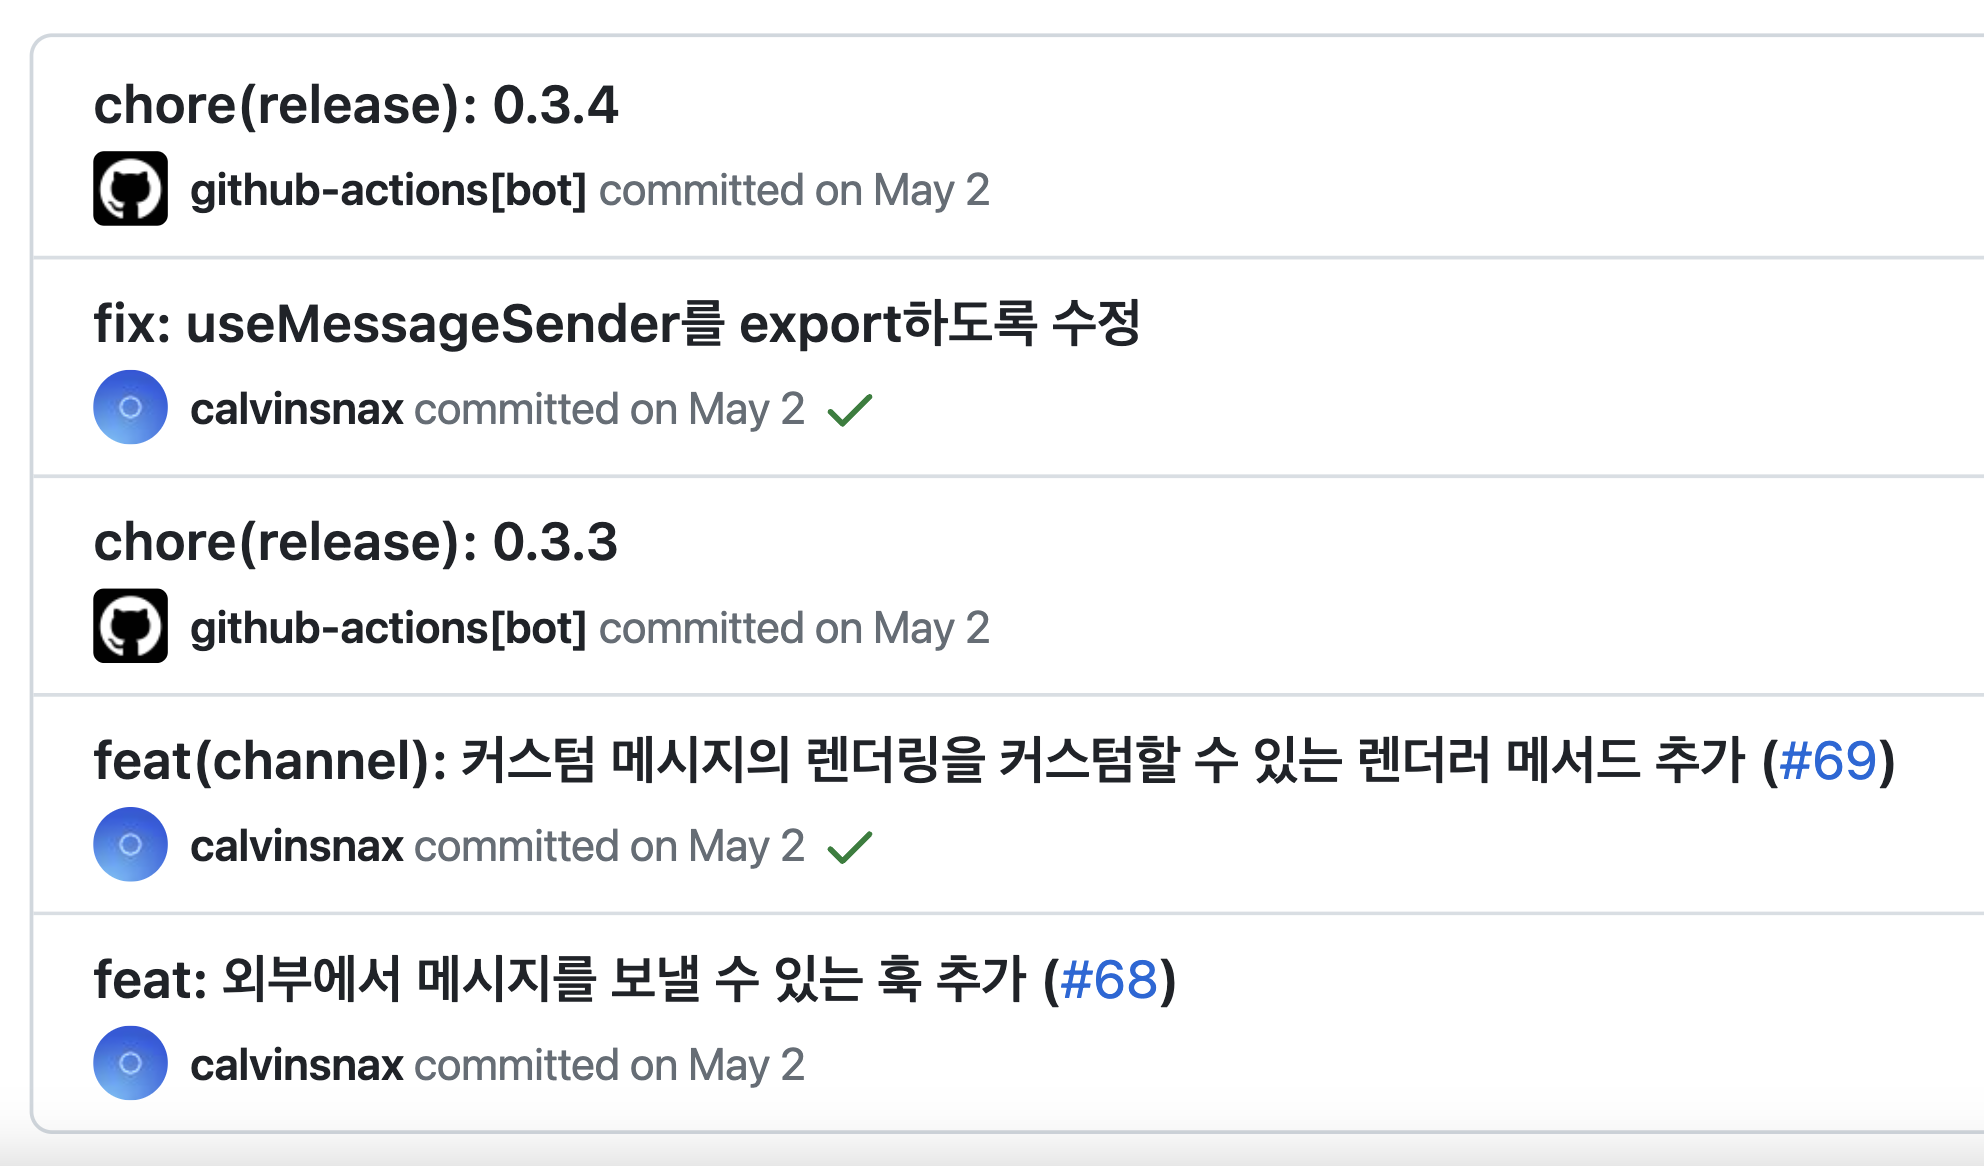 chore(release): 0.3.4
github-actions[bot] committed on May 2
fix: useMessageSender를 export하도록 수정
calvinsnax committed on May 2
chore(release): 0.3.3
github-actions[bot] committed on May 2
feat(channel): 커스텀 메시지의 렌더링을 커스텀할 수 있는 렌더러 메서드 추가 (#69)
calvinsnax committed on May 2
feat: 외부에서 메시지를 보낼 수 있는 훅 추가 (#68)
calvinsnax committed on May 2